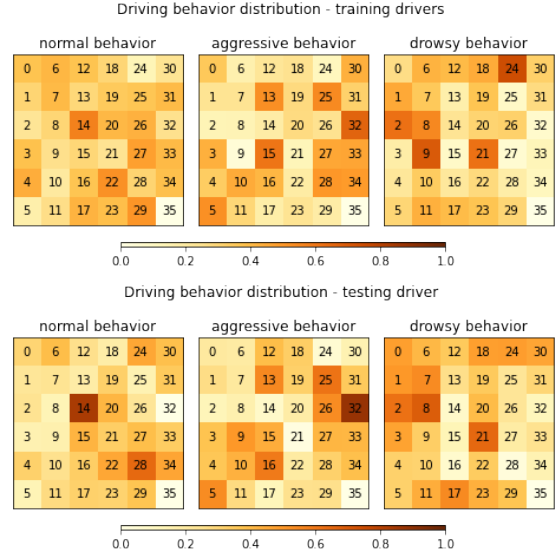 Driving behavior distribution - training drivers
normal behavior aggressive behavior drowsy behavior
0 6 12 18 24 30 0 6 12 18 24 30 0 6 12 18 24 30
1 7 13 19 25 31 1 7 13 19 25 31 1 7 13 19 25 31
2 8 14 20 26 32 2 8 14 20 26 32 2 8 14 20 26 32
3 9 15 21 27 33 3 9 15 21 27 33 3 9 15 21 27 33
4 10 16 22 28 34 4 10 16 22 28 34 4 10 16 22 28 34
5 11 17 23 29 35 5 11 17 23 29 35 5 11 17 23 29 35
0.0 0.2 0.4 0.6 0.8 1.0
Driving behavior distribution - testing driver
normal behavior aggressive behavior drowsy behavior
0 6 12 18 24 30 0 6 12 18 24 30 0 6 12 18 24 30
1 7 13 19 25 31 1 7 13 19 25 31 1 7 13 19 25 31
2 8 14 20 26 32 2 8 14 20 26 32 2 8 14 20 26 32
3 9 15 21 27 33 3 9 15 21 27 33 3 9 15 21 27 33
4 10 16 22 28 34 4 10 16 22 28 34 4 10 16 22 28 34
5 11 17 23 29 35 5 11 17 23 29 35 5 11 17 23 29 35
0.0 0.2 0.4 0.6 0.8 1.0